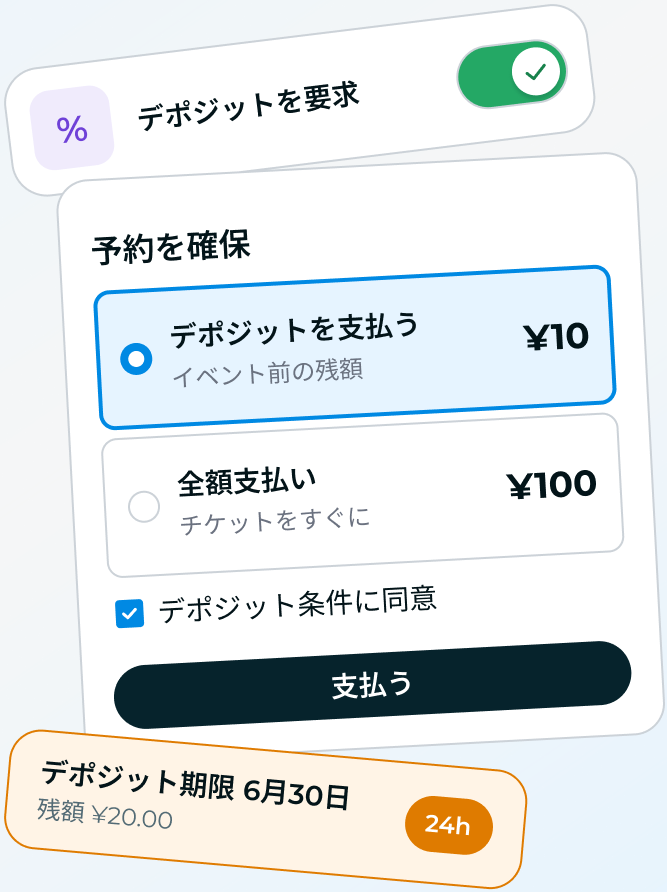 %
デポジットを要求
予約を確保
デポジットを支払う
¥10
イベント前の残額
全額支払い
¥100
チケットをすぐに
デポジット条件に同意
支払う
デポジット期限 6月30日
残額 ¥20.00
24h